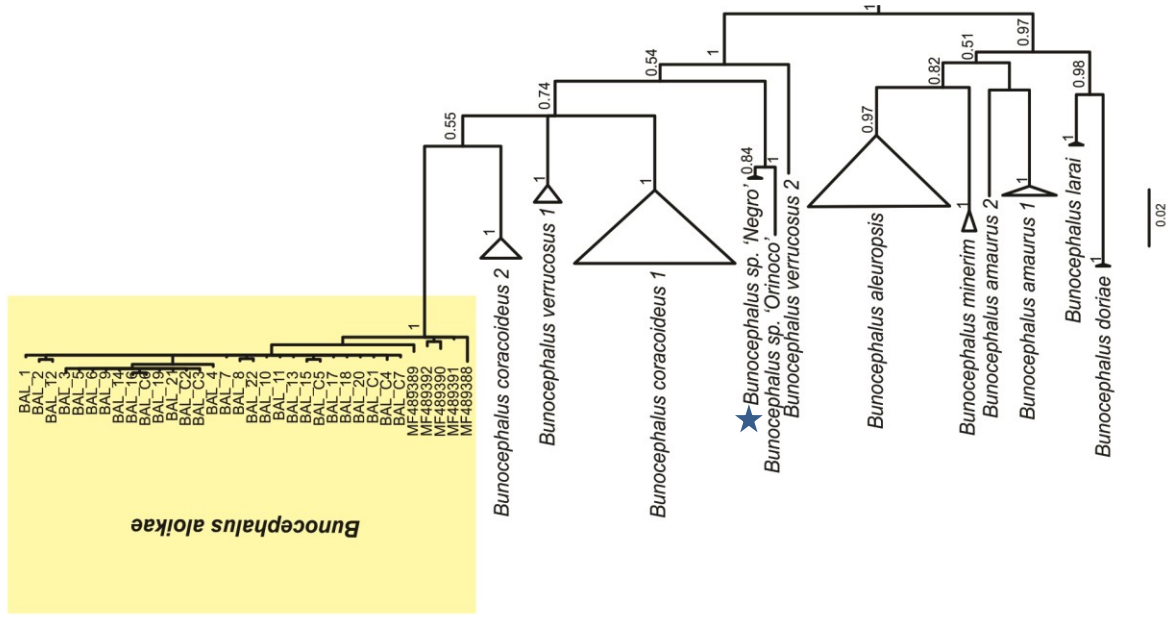 1
0.97
0.51
0.98
0.82
1
0.54
0.74
0.55
0.97
1
1
1
1
0.84
1
1
1
1
1
1
BAL_1
BAL_2
BAL_12
BAL_3
BAL_5
BAL_6
BAL_9
BAL_14
BAL_16
BAL_19
BAL_21
BAL_C2
BAL_C3
BAL_4
BAL_7
BAL_8
BAL_22
BAL_10
BAL_11
BAL_13
BAL_15
BAL_C5
BAL_17
BAL_18
BAL_20
BAL_C1
BAL_C4
BAL_C7
MF489389
MF489392
MF489390
MF489391
MF489388
Bunocephalus aloikae
Bunocephalus coracoideus 2
Bunocephalus verrucosus 1
Bunocephalus coracoideus 1
Bunocephalus sp. 'Negro'
Bunocephalus sp. 'Orinoco'
Bunocephalus verrucosus 2
Bunocephalus aleuropsis
Bunocephalus minerim
Bunocephalus amaurus 2
Bunocephalus amaurus 1
Bunocephalus larai
Bunocephalus doriae
0.02